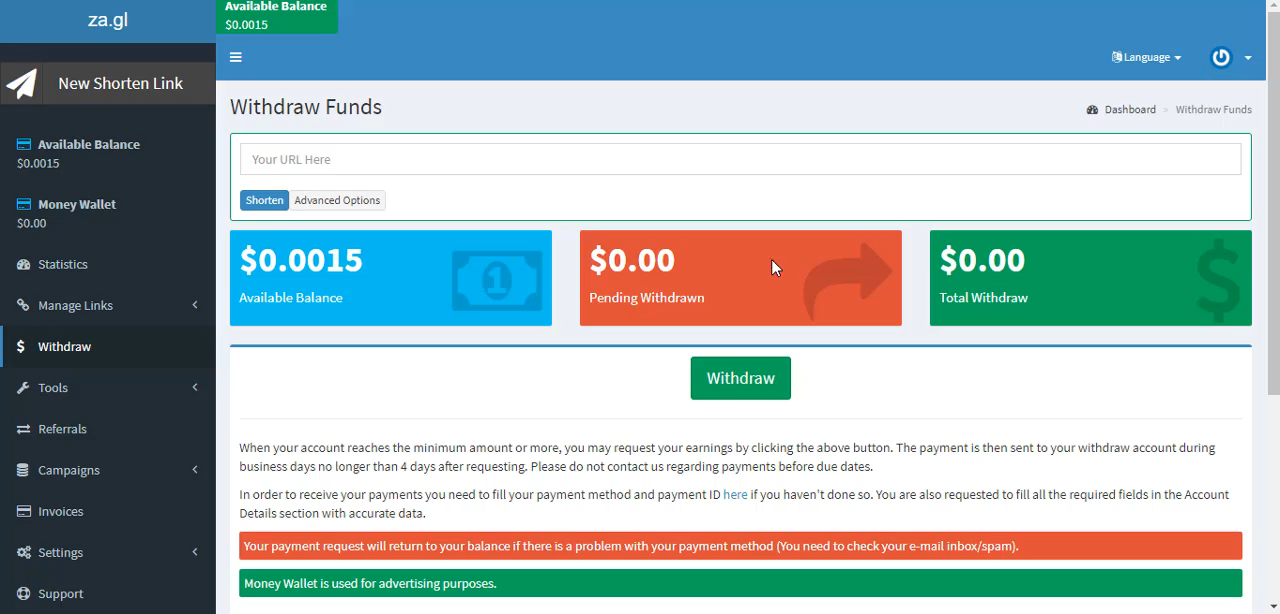 za.gl
Available Balance
$0.0015
Language
New Shorten Link
Available Balance
$0.0015
Money Wallet
$0.00
Statistics
Manage Links
Withdraw
Tools
Referrals
Campaigns
Invoices
Settings
Support
Withdraw Funds
Dashboard > Withdraw Funds
Your URL Here
Shorten
Advanced Options
$0.0015
Available Balance
1
$0.00
Pending Withdrawn
$0.00
Total Withdraw
$
Withdraw
When your account reaches the minimum amount or more, you may request your earnings by clicking the above button. The payment is then sent to your withdraw account during
business days no longer than 4 days after requesting. Please do not contact us regarding payments before due dates.
In order to receive your payments you need to fill your payment method and payment ID here if you haven't done so. You are also requested to fill all the required fields in the Account
Details section with accurate data.
Your payment request will return to your balance if there is a problem with your payment method (You need to check your e-mail inbox/spam).
Money Wallet is used for advertising purposes.